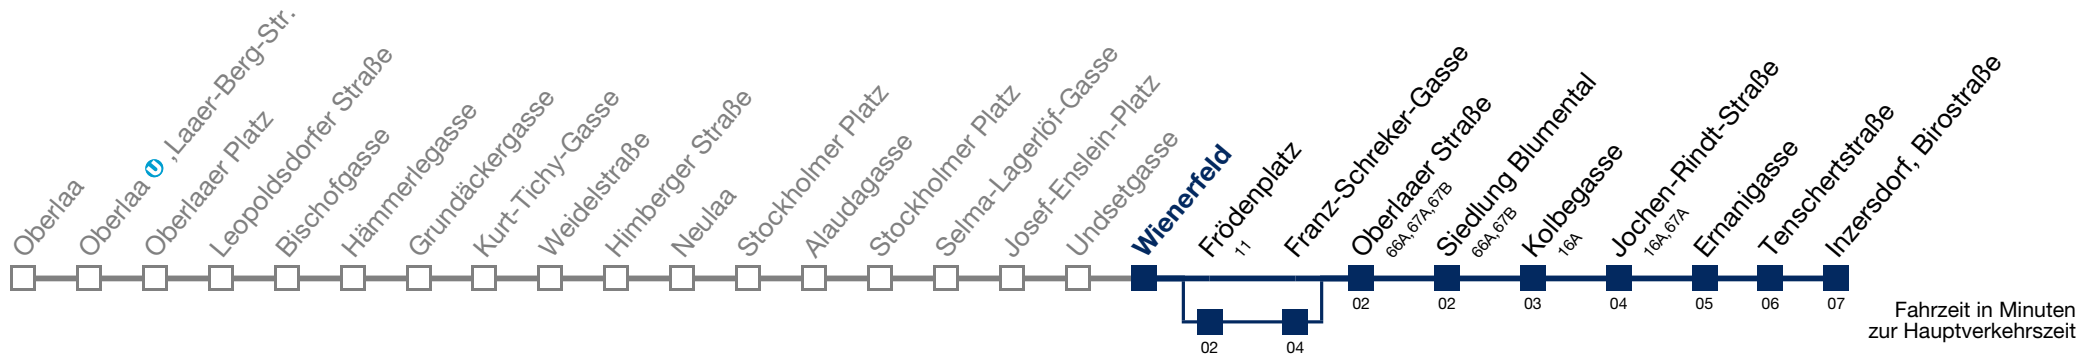 Oberlaa
Oberlaa U , Laaer-Berg-Str.
Oberlaaer Platz
Leopoldsdorfer Straße
Bischofgasse
Hämmerlegasse
Grundäckergasse
Kurt-Tichy-Gasse
Weidelstraße
Himberger Straße
Neulaa
Stockholmer Platz
Alaudagasse
Stockholmer Platz
Selma-Lagerlöf-Gasse
Josef-Enslein-Platz
Undsetgasse
Wienerfeld
Frödenplatz
11
Franz-Schreker-Gasse
Oberlaaer Straße
66A,67A,67B
Siedlung Blumental
66A,67B
Kolbegasse
16A
Jochen-Rindt-Straße
16A,67A
Ernanigasse
Tenschertstraße
Inzersdorf, Birostraße
02
02
03
04
05
06
07
02
04
Fahrzeit in Minuten
zur Hauptverkehrszeit